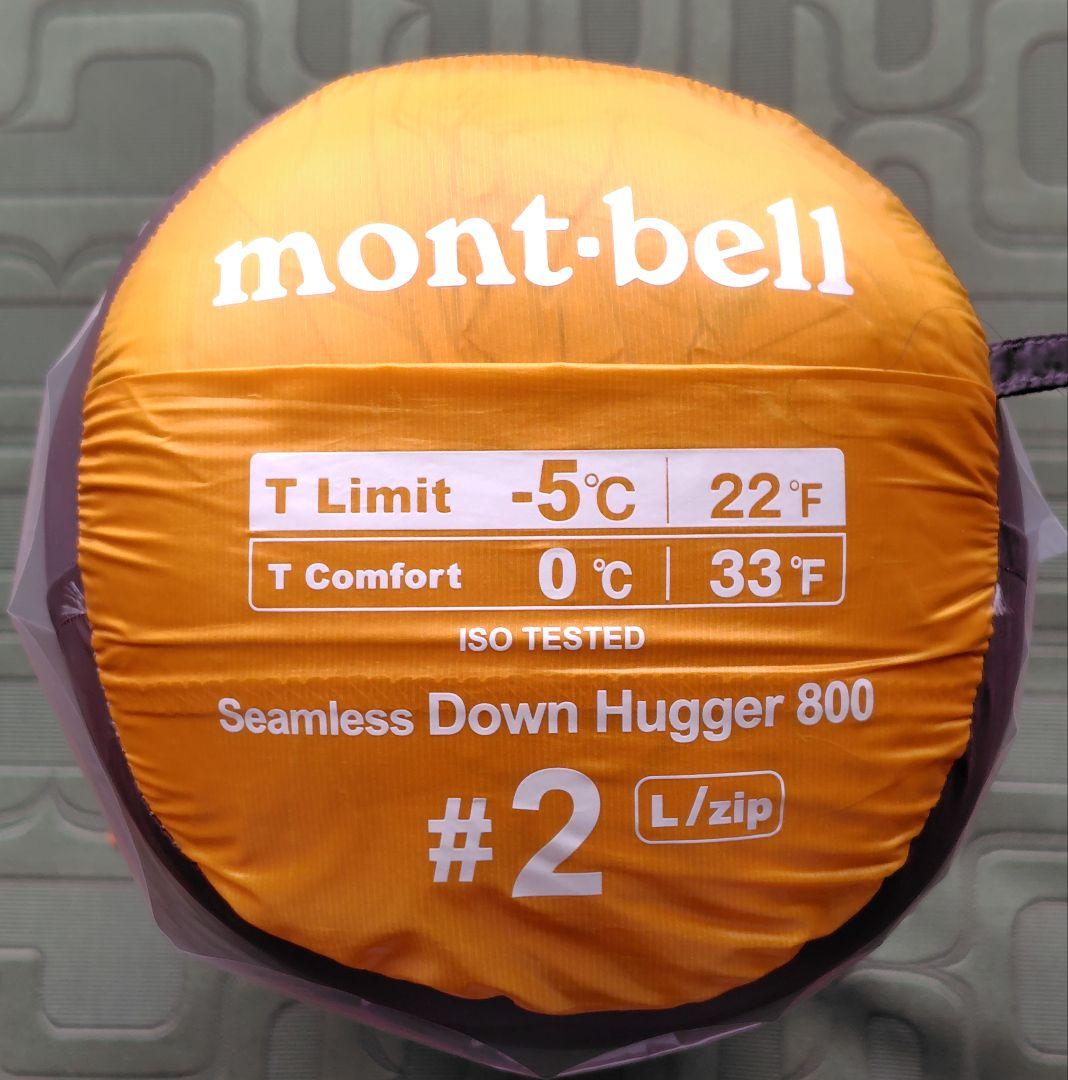 mont·bell
T Limit -5℃ 22°F
T Comfort 0℃ 33°F
ISO TESTED
Seamless Down Hugger 800
#2 L/zip